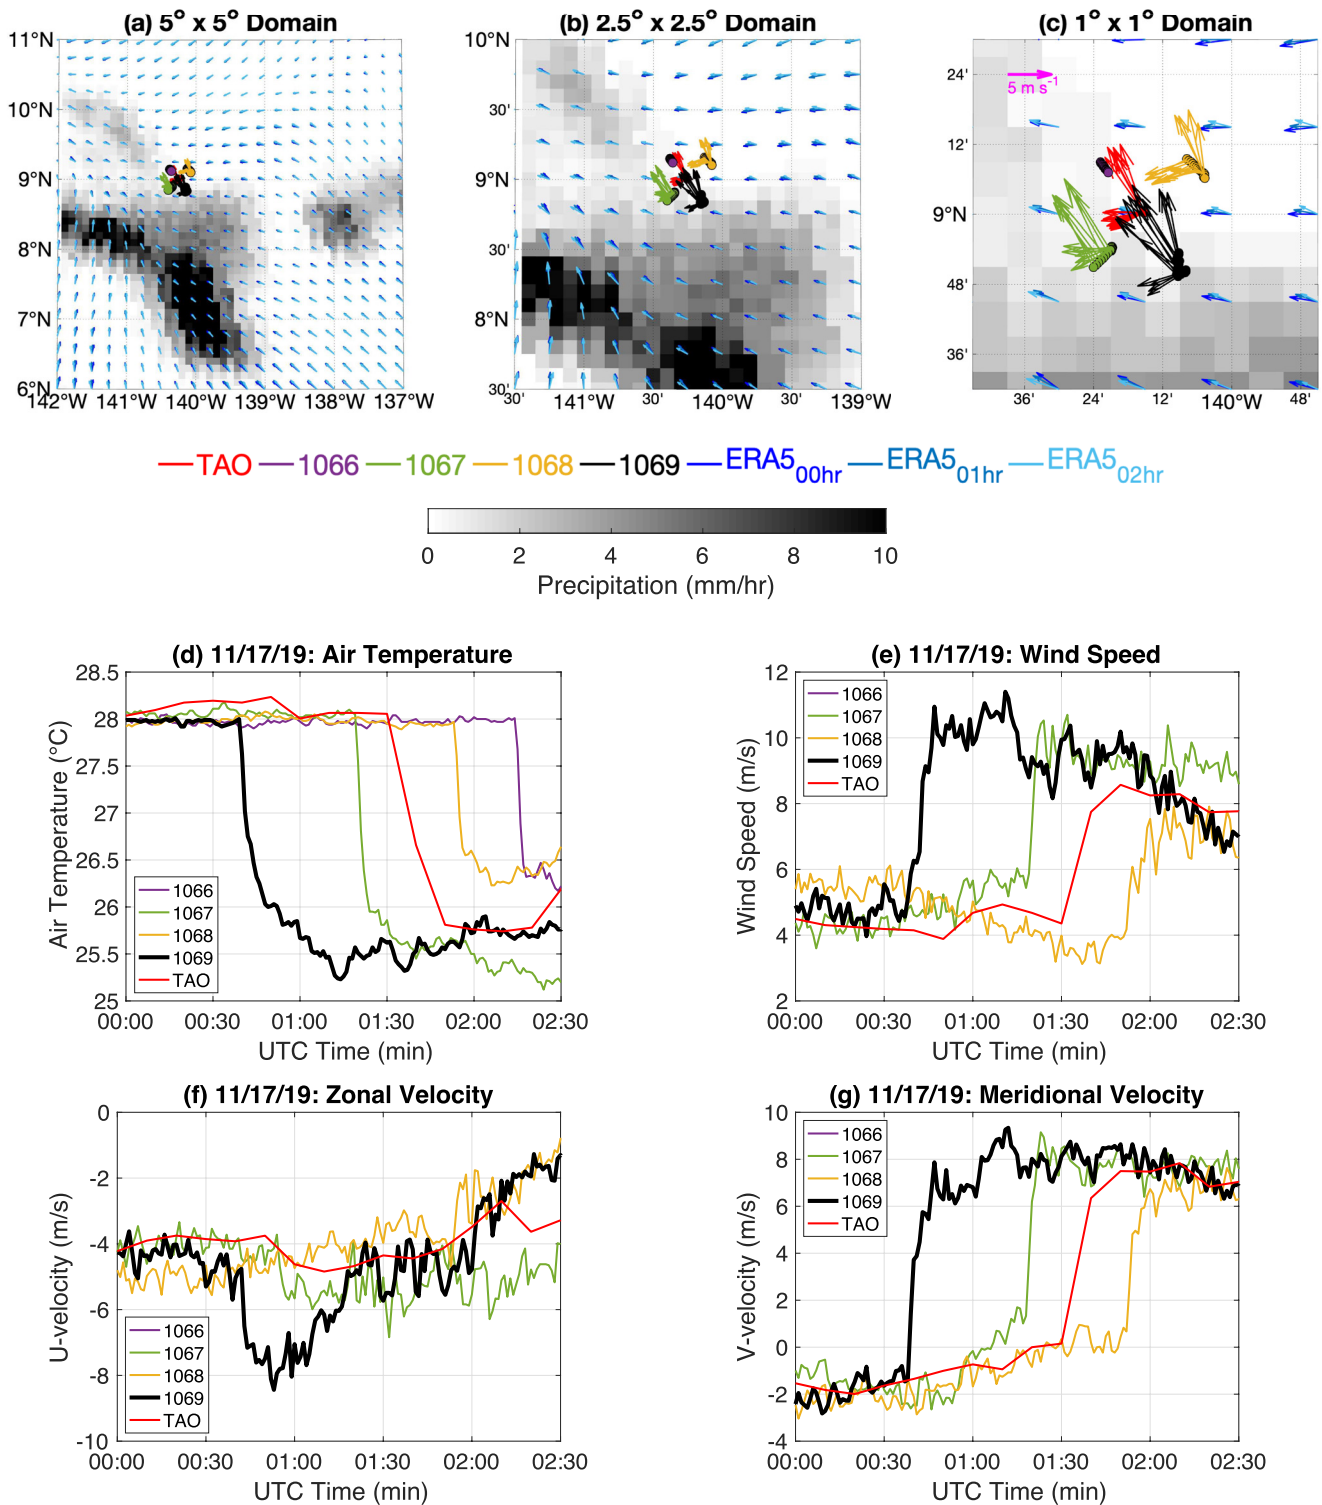 (a) 5° x 5° Domain
(b) 2.5° x 2.5° Domain
(c) 1° x 1° Domain
11°N
10°N
9°N
8°N
7°N
6°N
142°W 141°W 140°W 139°W 138°W 137°W
10°N
30'
9°N
30'
8°N
30'
30' 141°W 30' 140°W 30' 139°W
24'
12'
9°N
48'
36'
36' 24' 12' 140°W 48'
5 m s-1
TAO 1066 1067 1068 1069 ERA5 00hr ERA5 01hr ERA5 02hr
0 2 4 6 8 10
Precipitation (mm/hr)
(d) 11/17/19: Air Temperature
28.5
28
27.5
27
26.5
26
25.5
25
Air Temperature (°C)
1066
1067
1068
1069
TAO
00:00 00:30 01:00 01:30 02:00 02:30
UTC Time (min)
(e) 11/17/19: Wind Speed
12
10
8
6
4
2
Wind Speed (m/s)
1066
1067
1068
1069
TAO
00:00 00:30 01:00 01:30 02:00 02:30
UTC Time (min)
(f) 11/17/19: Zonal Velocity
0
-2
-4
-6
-8
-10
U-velocity (m/s)
1066
1067
1068
1069
TAO
00:00 00:30 01:00 01:30 02:00 02:30
UTC Time (min)
(g) 11/17/19: Meridional Velocity
10
8
6
4
2
0
-2
-4
V-velocity (m/s)
1066
1067
1068
1069
TAO
00:00 00:30 01:00 01:30 02:00 02:30
UTC Time (min)